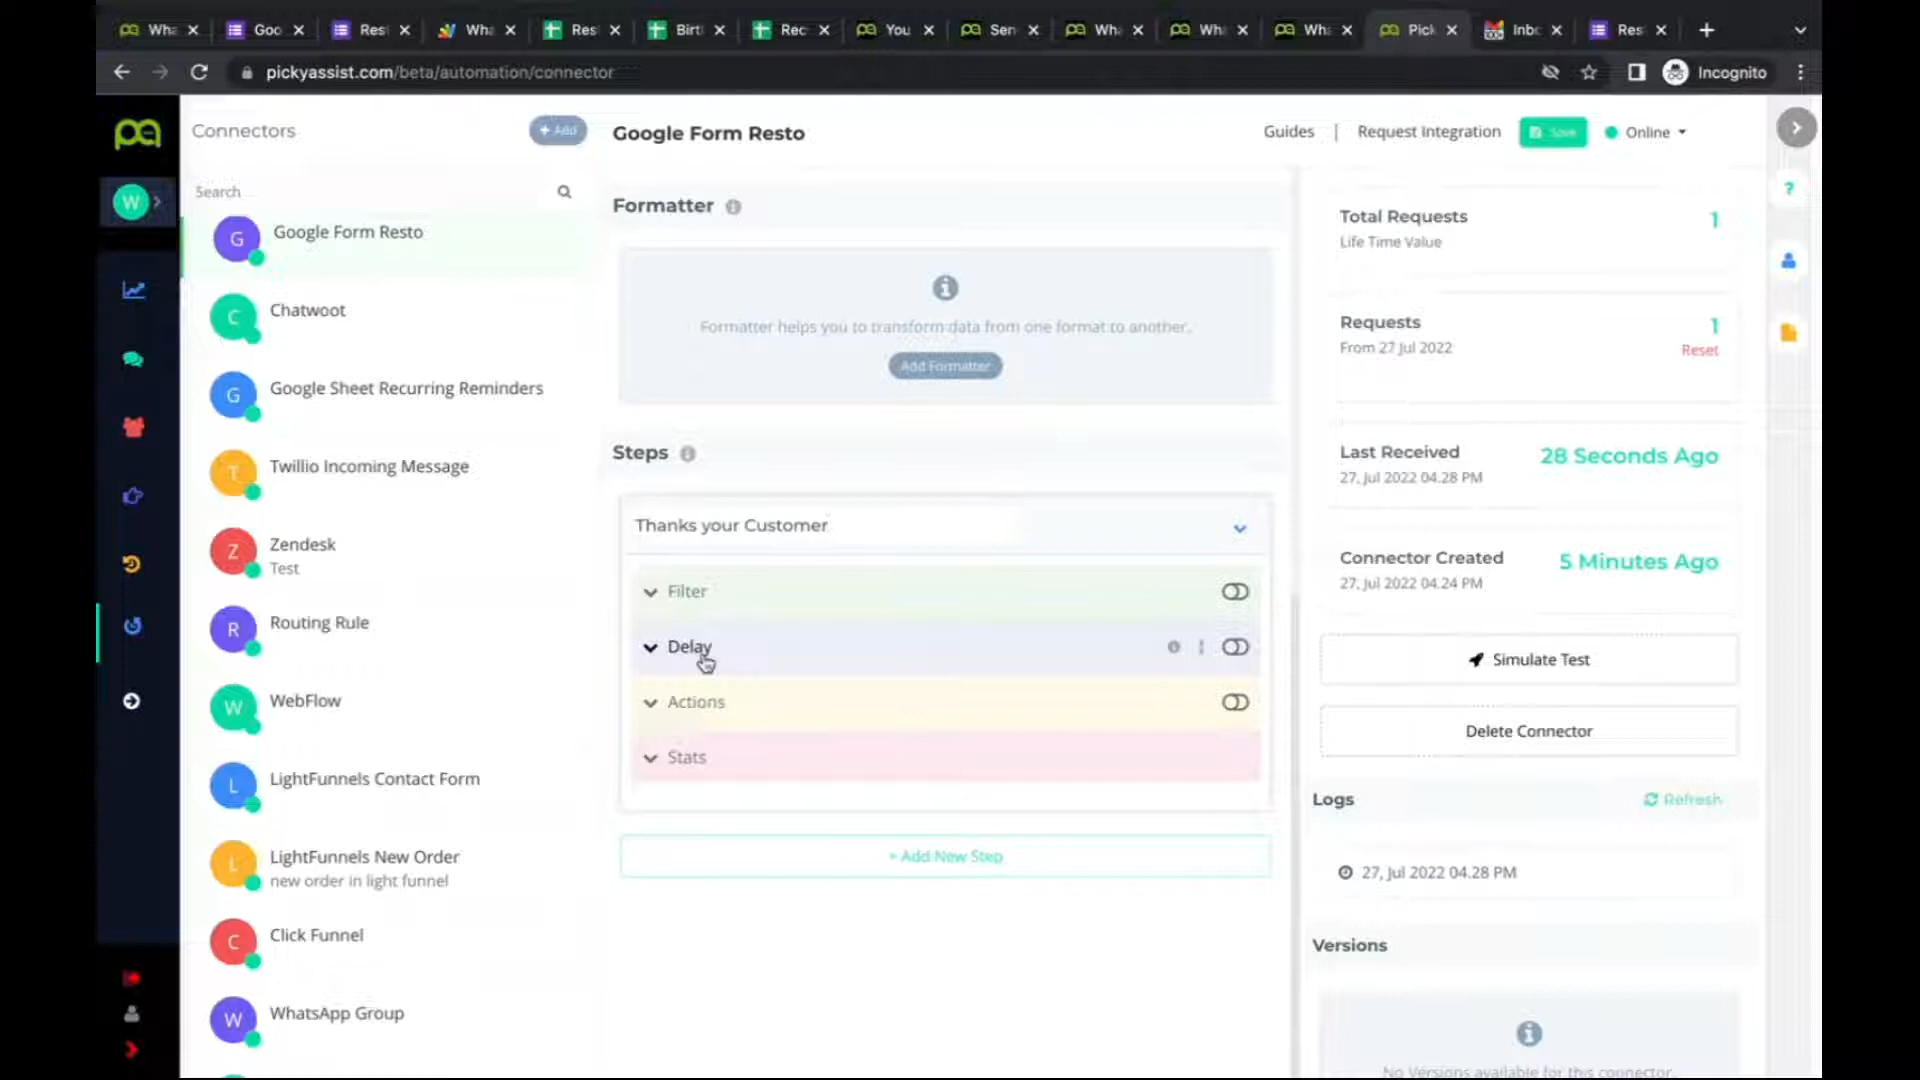 Wha
Goo
Res
Wha
Res
Birt
Rec
You
Sen
Wha
Wha
Wha
Pick
Inbo
Res
pickyassist.com/beta/automation/connector
Incognito
Connectors
+ Add
Google Form Resto
Guides | Request Integration
Save
Online
Search
W
Formatter
Formatter helps you to transform data from one format to another.
Add Formatter
G
Google Form Resto
C
Chatwoot
G
Google Sheet Recurring Reminders
T
Twillio Incoming Message
Z
Zendesk
Test
R
Routing Rule
W
WebFlow
L
LightFunnels Contact Form
L
LightFunnels New Order
new order in light funnel
C
Click Funnel
W
WhatsApp Group
Steps
Thanks your Customer
Filter
Delay
Actions
Stats
+ Add New Step
Total Requests
1
Life Time Value
Requests
1
From 27 Jul 2022
Reset
Last Received
28 Seconds Ago
27, Jul 2022 04.28 PM
Connector Created
5 Minutes Ago
27, Jul 2022 04.24 PM
Simulate Test
Delete Connector
Logs
Refresh
27, Jul 2022 04.28 PM
Versions
No Versions available for this connector.